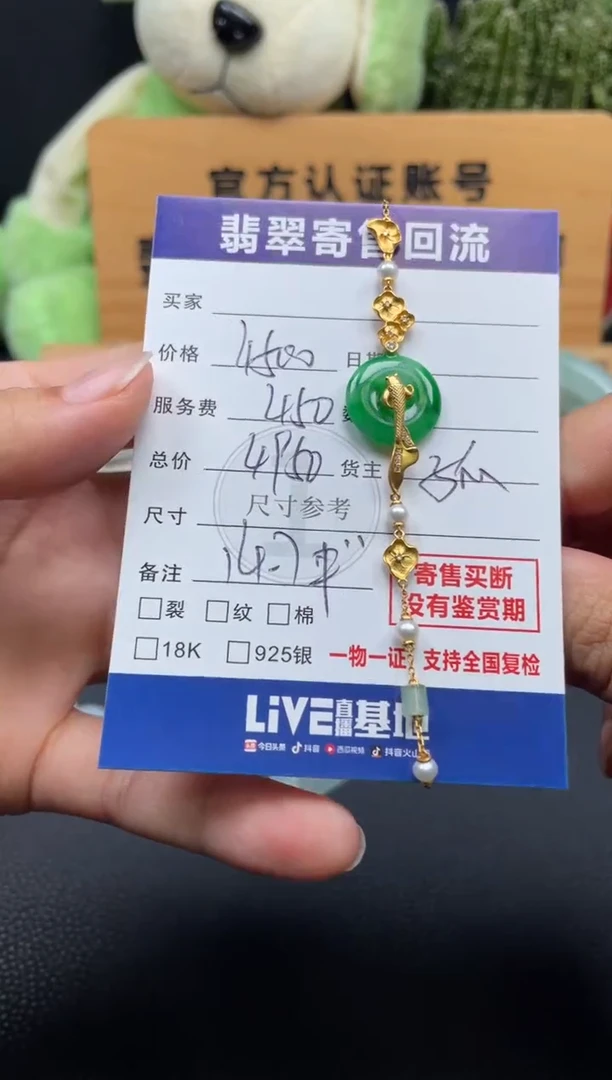 官方认证账号
翡翠寄售回流
买家
价格 4500 日期
服务费 450
总价 4950 货主
尺寸 尺寸参考
备注
裂 纹 棉
寄售买断
没有鉴赏期
18K 925银 一物一证 支持全国复检
LiVE直播基地
今日头条 抖音 西瓜视频 抖音火山